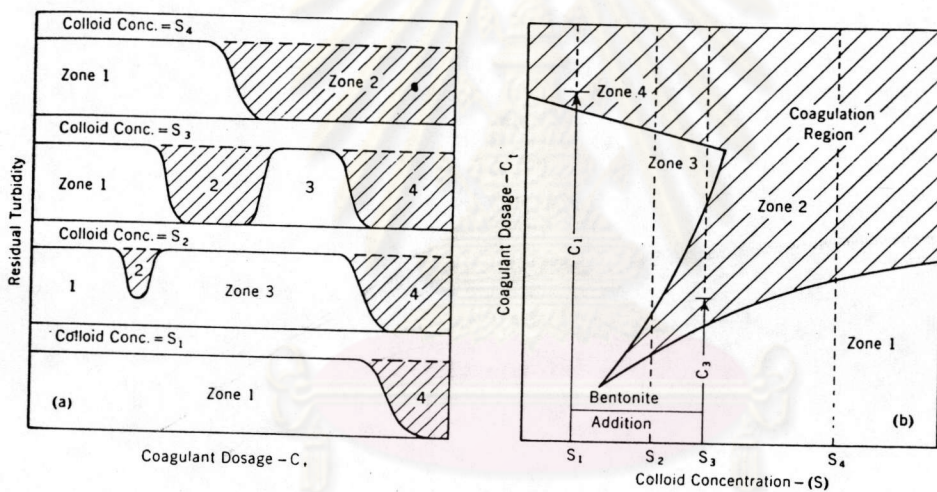 Colloid Conc. = S4
Zone 1
Zone 2
Colloid Conc. = S3
Zone 1
2
3
4
Colloid Conc. = S2
1
2
Zone 3
4
Colloid Conc. = S1
Zone 1
4
(a)
Residual Turbidity
Coagulant Dosage – C,
Zone 4
Coagulation
Region
Zone 3
Zone 2
C1
C3
Zone 1
Bentonite
Addition
(b)
S1 S2 S3 S4
Coagulant Dosage – Ct
Colloid Concentration – (S)